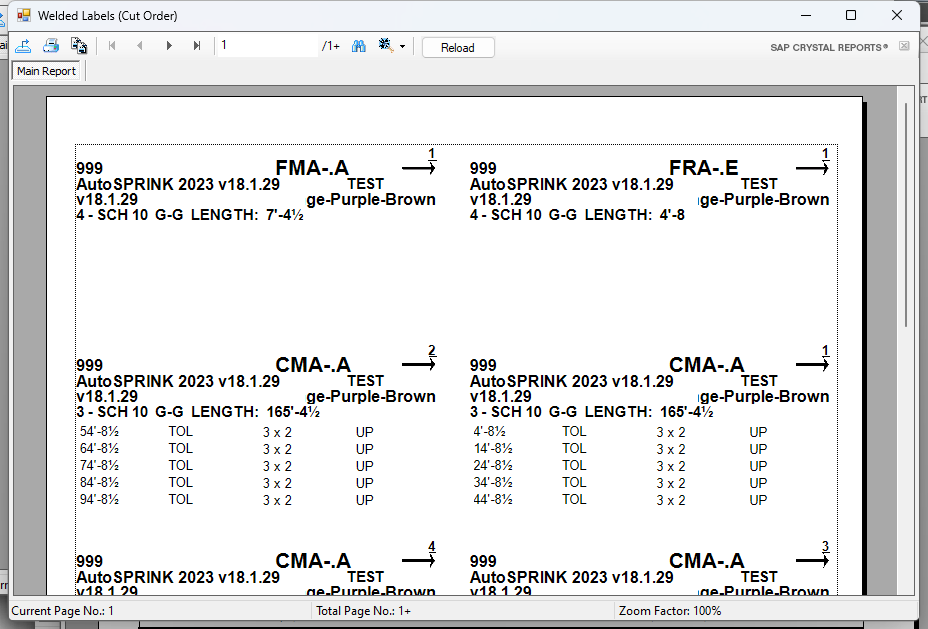 Welded Labels (Cut Order)
1 /1+ Reload SAP CRYSTAL REPORTS®
Main Report
1
999 FMA-.A
AutoSPRINK 2023 v18.1.29 TEST
v18.1.29 ge-Purple-Brown
4 - SCH 10 G-G LENGTH: 7'-4½
1
999 FRA-.E
AutoSPRINK 2023 v18.1.29 TEST
v18.1.29 ge-Purple-Brown
4 - SCH 10 G-G LENGTH: 4'-8
2
999 CMA-.A
AutoSPRINK 2023 v18.1.29 TEST
v18.1.29 ge-Purple-Brown
3 - SCH 10 G-G LENGTH: 165'-4½
54'-8½ TOL 3 x 2 UP
64'-8½ TOL 3 x 2 UP
74'-8½ TOL 3 x 2 UP
84'-8½ TOL 3 x 2 UP
94'-8½ TOL 3 x 2 UP
1
999 CMA-.A
AutoSPRINK 2023 v18.1.29 TEST
v18.1.29 ge-Purple-Brown
3 - SCH 10 G-G LENGTH: 165'-4½
4'-8½ TOL 3 x 2 UP
14'-8½ TOL 3 x 2 UP
24'-8½ TOL 3 x 2 UP
34'-8½ TOL 3 x 2 UP
44'-8½ TOL 3 x 2 UP
4
999 CMA-.A
AutoSPRINK 2023 v18.1.29 TEST
v18.1.29 ge-Purple-Brown
3
999 CMA-.A
AutoSPRINK 2023 v18.1.29 TEST
v18.1.29 ge-Purple-Brown
Current Page No.: 1 Total Page No.: 1+ Zoom Factor: 100%